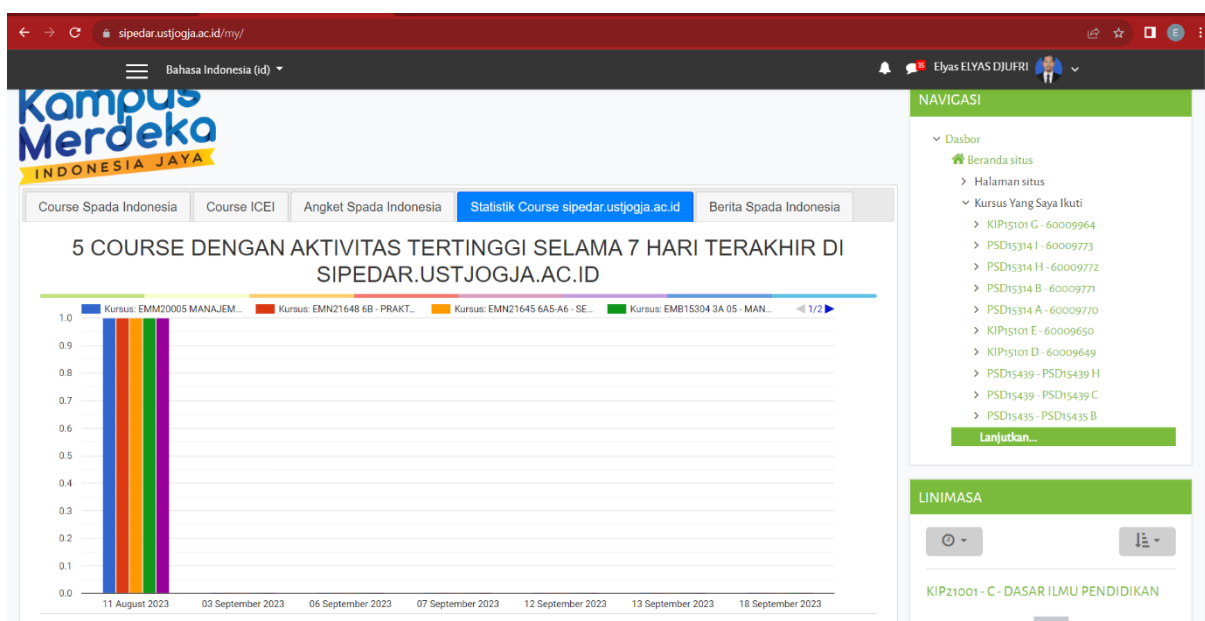 sipedar.ustjogja.ac.id/my/
E
Bahasa Indonesia (id)
35
Elyas ELYAS DJUFRI
Kampus
Merdeka
INDONESIA JAYA
Course Spada Indonesia
Course ICEI
Angket Spada Indonesia
Statistik Course sipedar.ustjogja.ac.id
Berita Spada Indonesia
5 COURSE DENGAN AKTIVITAS TERTINGGI SELAMA 7 HARI TERAKHIR DI
SIPEDAR.USTJOGJA.AC.ID
Kursus: EMM20005 MANAJEM...
Kursus: EMN21648 6B - PRAKT...
Kursus: EMN21645 6A5-A6 - SE...
Kursus: EMB15304 3A 05 - MAN...
1/2
1.0
0.9
0.8
0.7
0.6
0.5
0.4
0.3
0.2
0.1
0.0
11 August 2023
03 September 2023
06 September 2023
07 September 2023
12 September 2023
13 September 2023
18 September 2023
NAVIGASI
Dasbor
Beranda situs
Halaman situs
Kursus Yang Saya Ikuti
KIP15101 G - 60009964
PSD15314 I - 60009773
PSD15314 H - 60009772
PSD15314 B - 60009771
PSD15314 A - 60009770
KIP15101 E - 60009650
KIP15101 D - 60009649
PSD15439 - PSD15439 H
PSD15439 - PSD15439 C
PSD15435 - PSD15435 B
Lanjutkan...
LINIMASA
KIP21001 - C - DASAR ILMU PENDIDIKAN